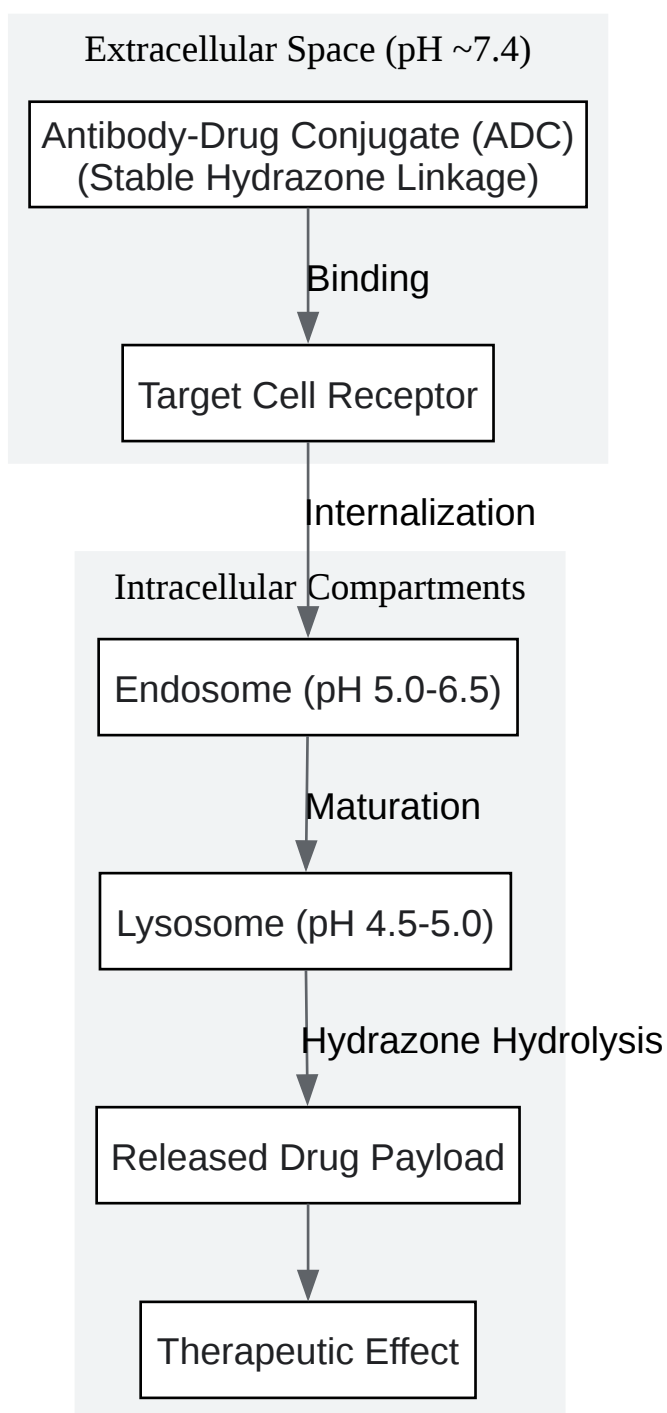 Extracellular Space (pH ~7.4)
Antibody-Drug Conjugate (ADC)
(Stable Hydrazone Linkage)
Binding
Target Cell Receptor
Internalization
Intracellular Compartments
Endosome (pH 5.0-6.5)
Maturation
Lysosome (pH 4.5-5.0)
Hydrazone Hydrolysis
Released Drug Payload
Therapeutic Effect